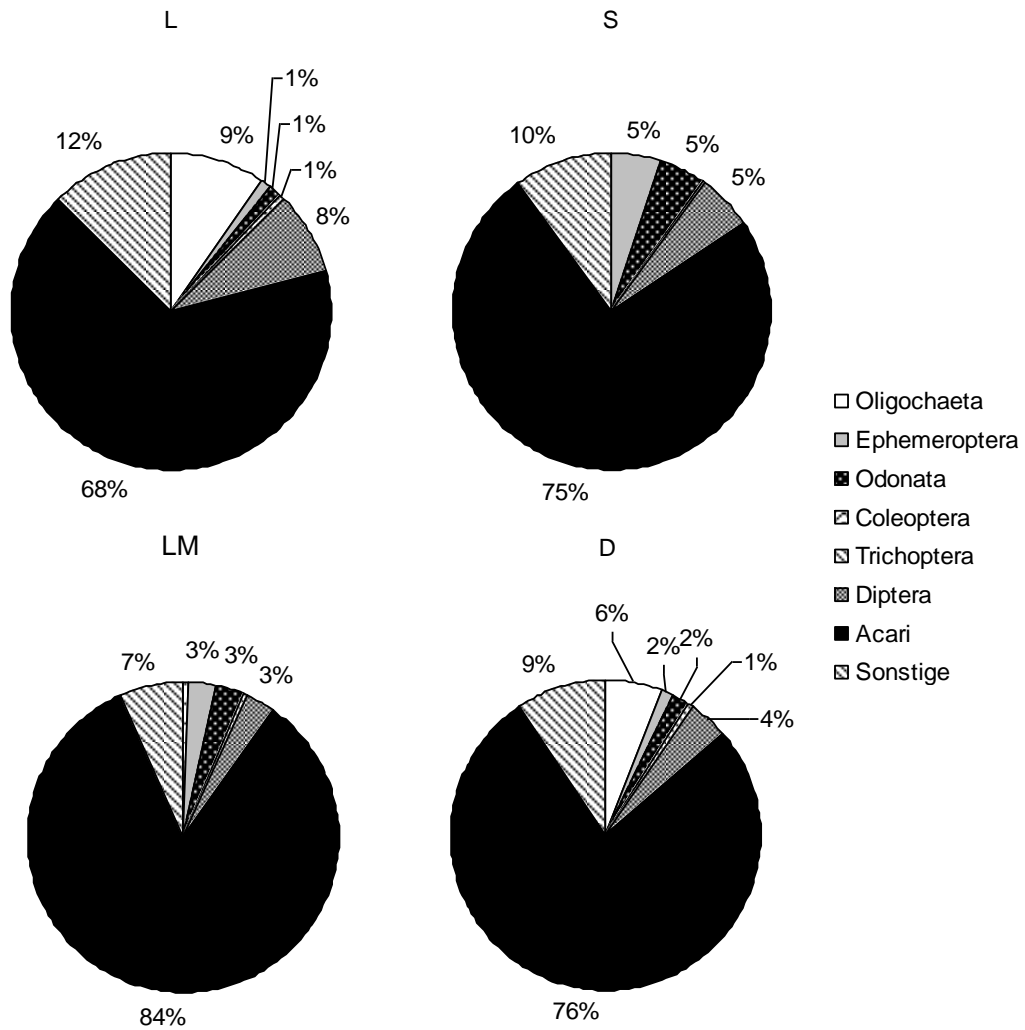 L
S
1%
1%
9%
12%
1%
8%
68%
10%
5%
5%
5%
75%
Oligochaeta
Ephemeroptera
Odonata
Coleoptera
Trichoptera
Diptera
Acari
Sonstige
LM
D
7%
3%
3%
3%
84%
6%
2%
2%
9%
1%
4%
76%